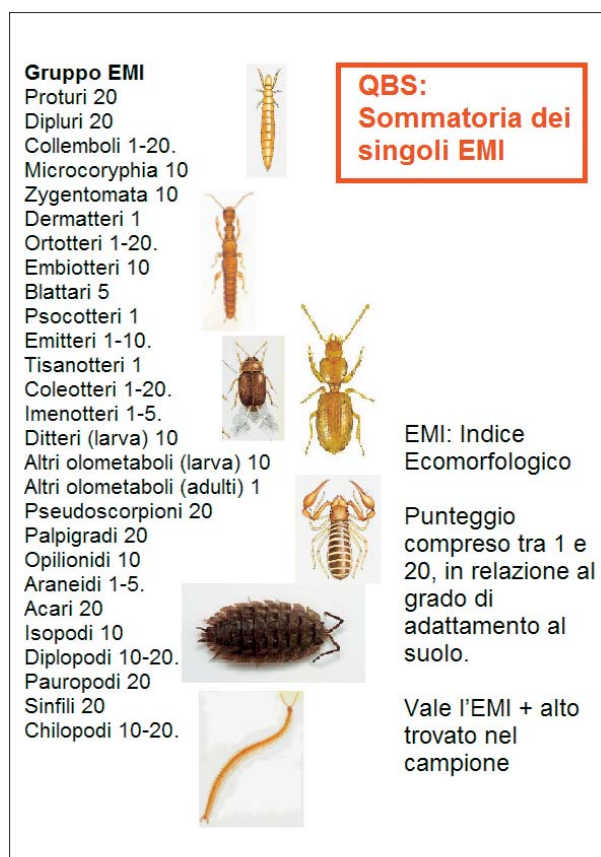 Gruppo EMI
Proturi 20
Dipluri 20
Collemboli 1-20.
Microcoryphia 10
Zygentomata 10
Dermatteri 1
Ortotteri 1-20.
Embiotteri 10
Blattari 5
Psocotteri 1
Emitteri 1-10.
Tisanotteri 1
Coleotteri 1-20.
Imenotteri 1-5.
Ditteri (larva) 10
Altri olometaboli (larva) 10
Altri olometaboli (adulti) 1
Pseudoscorpioni 20
Palpigradi 20
Opilionidi 10
Araneidi 1-5.
Acari 20
Isopodi 10
Diplopodi 10-20.
Pauropodi 20
Sinfili 20
Chilopodi 10-20.
QBS:
Sommatoria dei
singoli EMI
EMI: Indice
Ecomorfologico
Punteggio
compreso tra 1 e
20, in relazione al
grado di
adattamento al
suolo.
Vale l'EMI + alto
trovato nel
campione